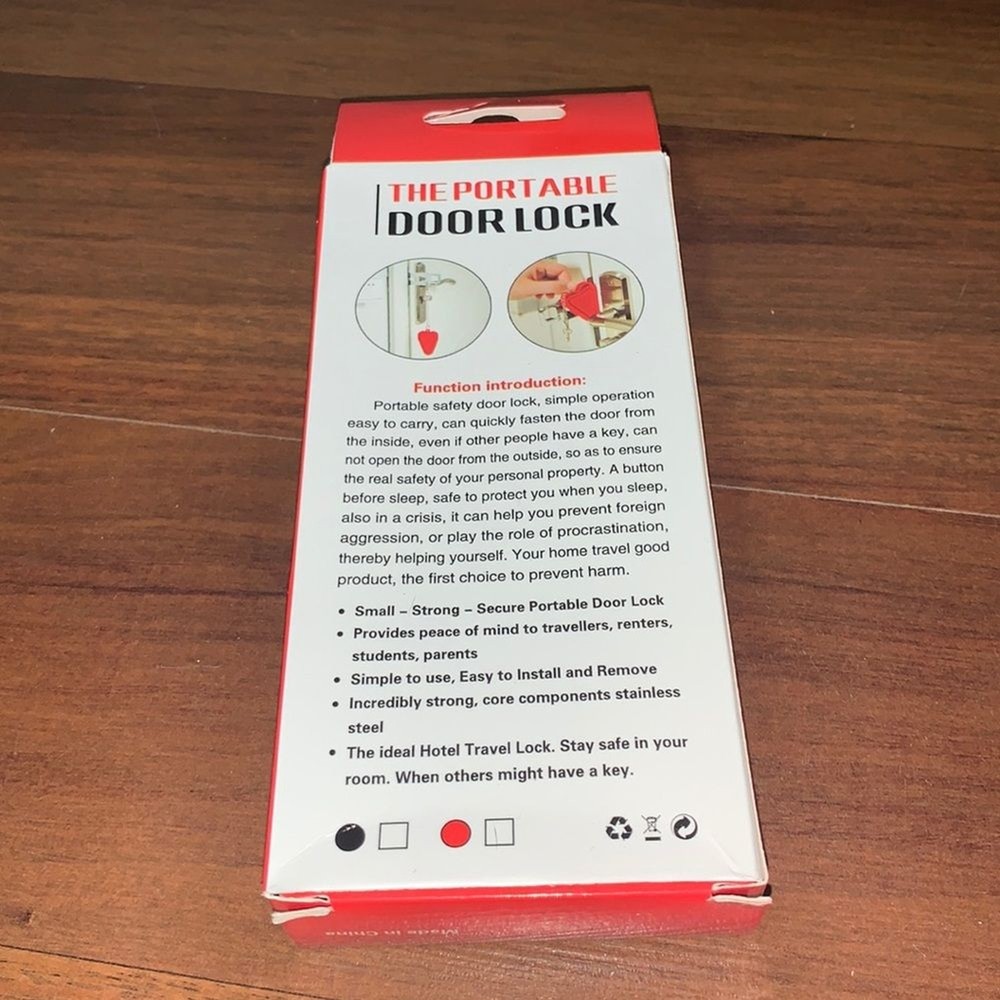 THE PORTABLE
DOOR LOCK
Function introduction:
Portable safety door lock, simple operation
easy to carry, can quickly fasten the door from
the inside, even if other people have a key, can
not open the door from the outside, so as to ensure
the real safety of your personal property. A button
before sleep, safe to protect you when you sleep,
also in a crisis, it can help you prevent foreign
aggression, or play the role of procrastination,
thereby helping yourself. Your home travel good
product, the first choice to prevent harm.
• Small – Strong – Secure Portable Door Lock
• Provides peace of mind to travellers, renters,
students, parents
• Simple to use, Easy to Install and Remove
• Incredibly strong, core components stainless
steel
• The ideal Hotel Travel Lock. Stay safe in your
room. When others might have a key.
Made in China